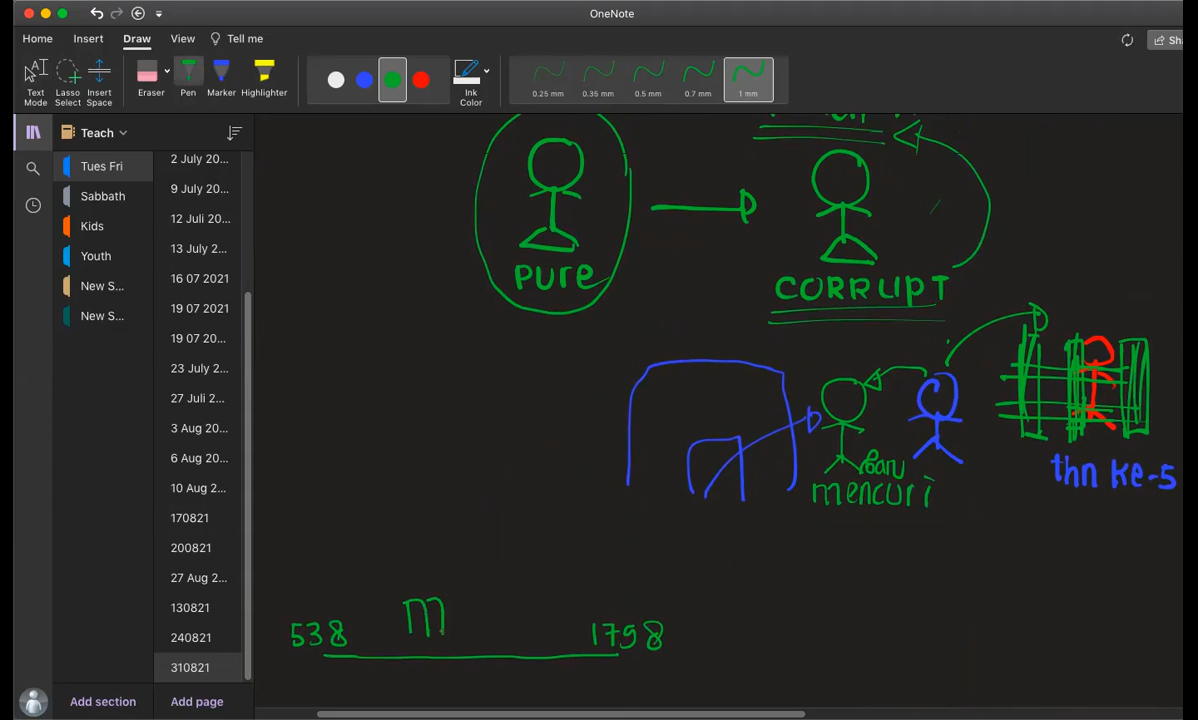 OneNote
Home Insert Draw View Tell me
Sha
A
Text Mode
Lasso Select
Insert Space
Eraser
Pen
Marker
Highlighter
Ink Color
0.25 mm 0.35 mm 0.5 mm 0.7 mm 1 mm
Teach
Tues Fri
Sabbath
Kids
Youth
New S...
New S...
2 July 20...
9 July 20...
12 Juli 20...
13 July 20...
16 07 2021
19 07 2021
19 07 20...
23 July 2...
27 Juli 2...
3 Aug 20...
6 Aug 20...
10 Aug 2...
170821
200821
27 Aug 2...
130821
240821
310821
Add section Add page
PURE
CORRUPT
baru
mencuri
thn ke-5
538 m 1798